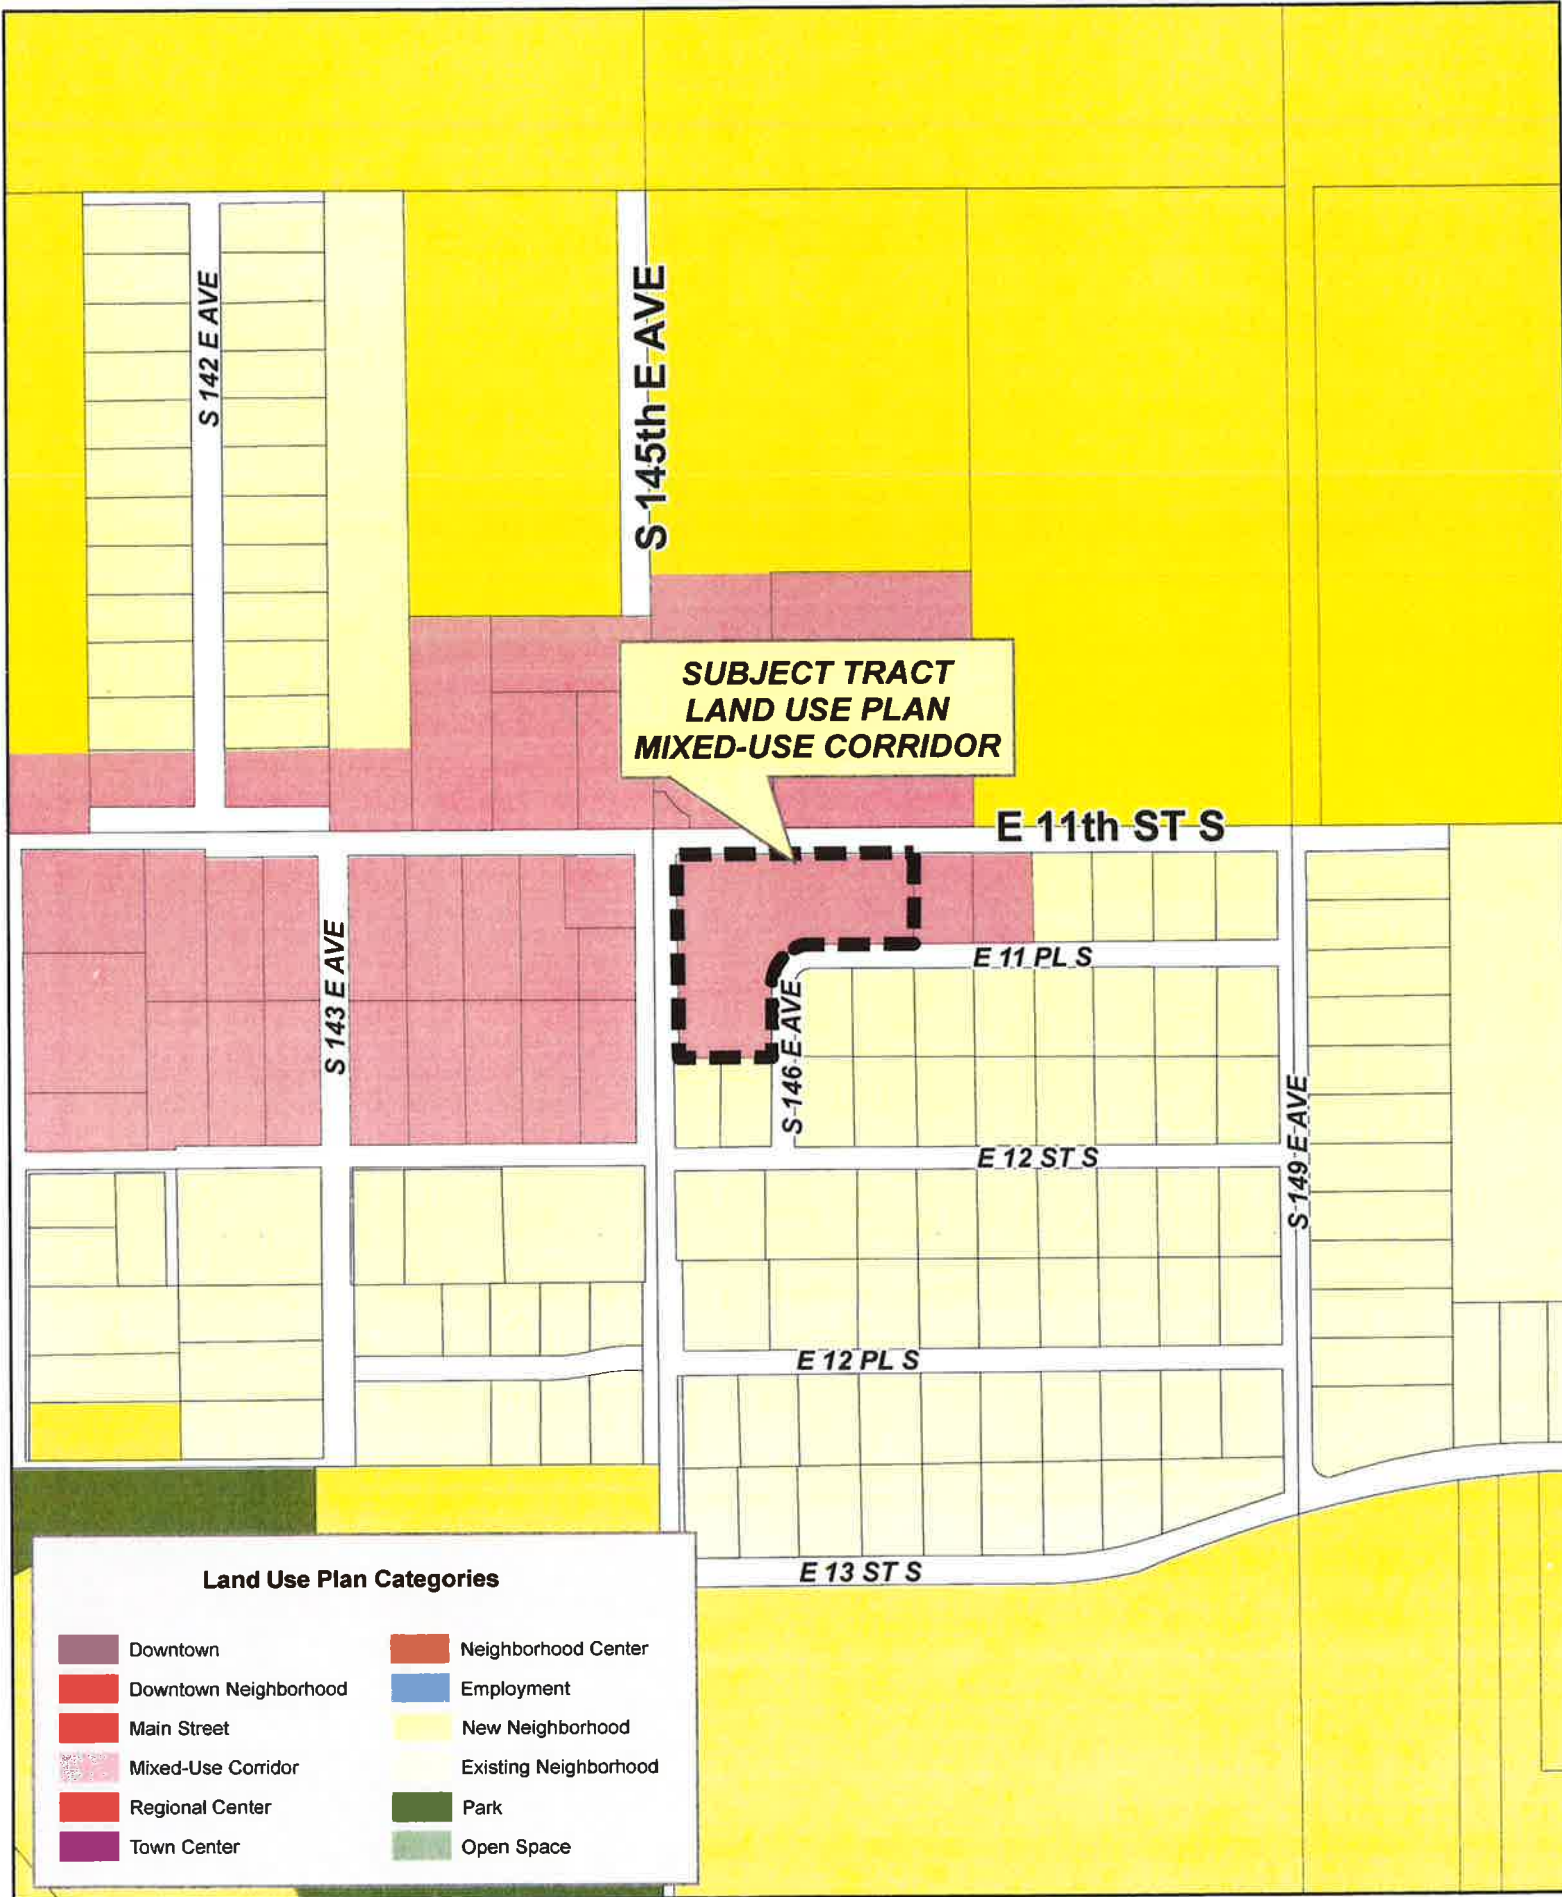 S 142 E AVE
S 145th E AVE
SUBJECT TRACT
LAND USE PLAN
MIXED-USE CORRIDOR
E 11th ST S
S 143 E AVE
E 11 PL S
S 146 E AVE
E 12 ST S
S 149 E AVE
E 12 PL S
E 13 ST S
Land Use Plan Categories
Downtown
Downtown Neighborhood
Main Street
Mixed-Use Corridor
Regional Center
Town Center
Neighborhood Center
Employment
New Neighborhood
Existing Neighborhood
Park
Open Space